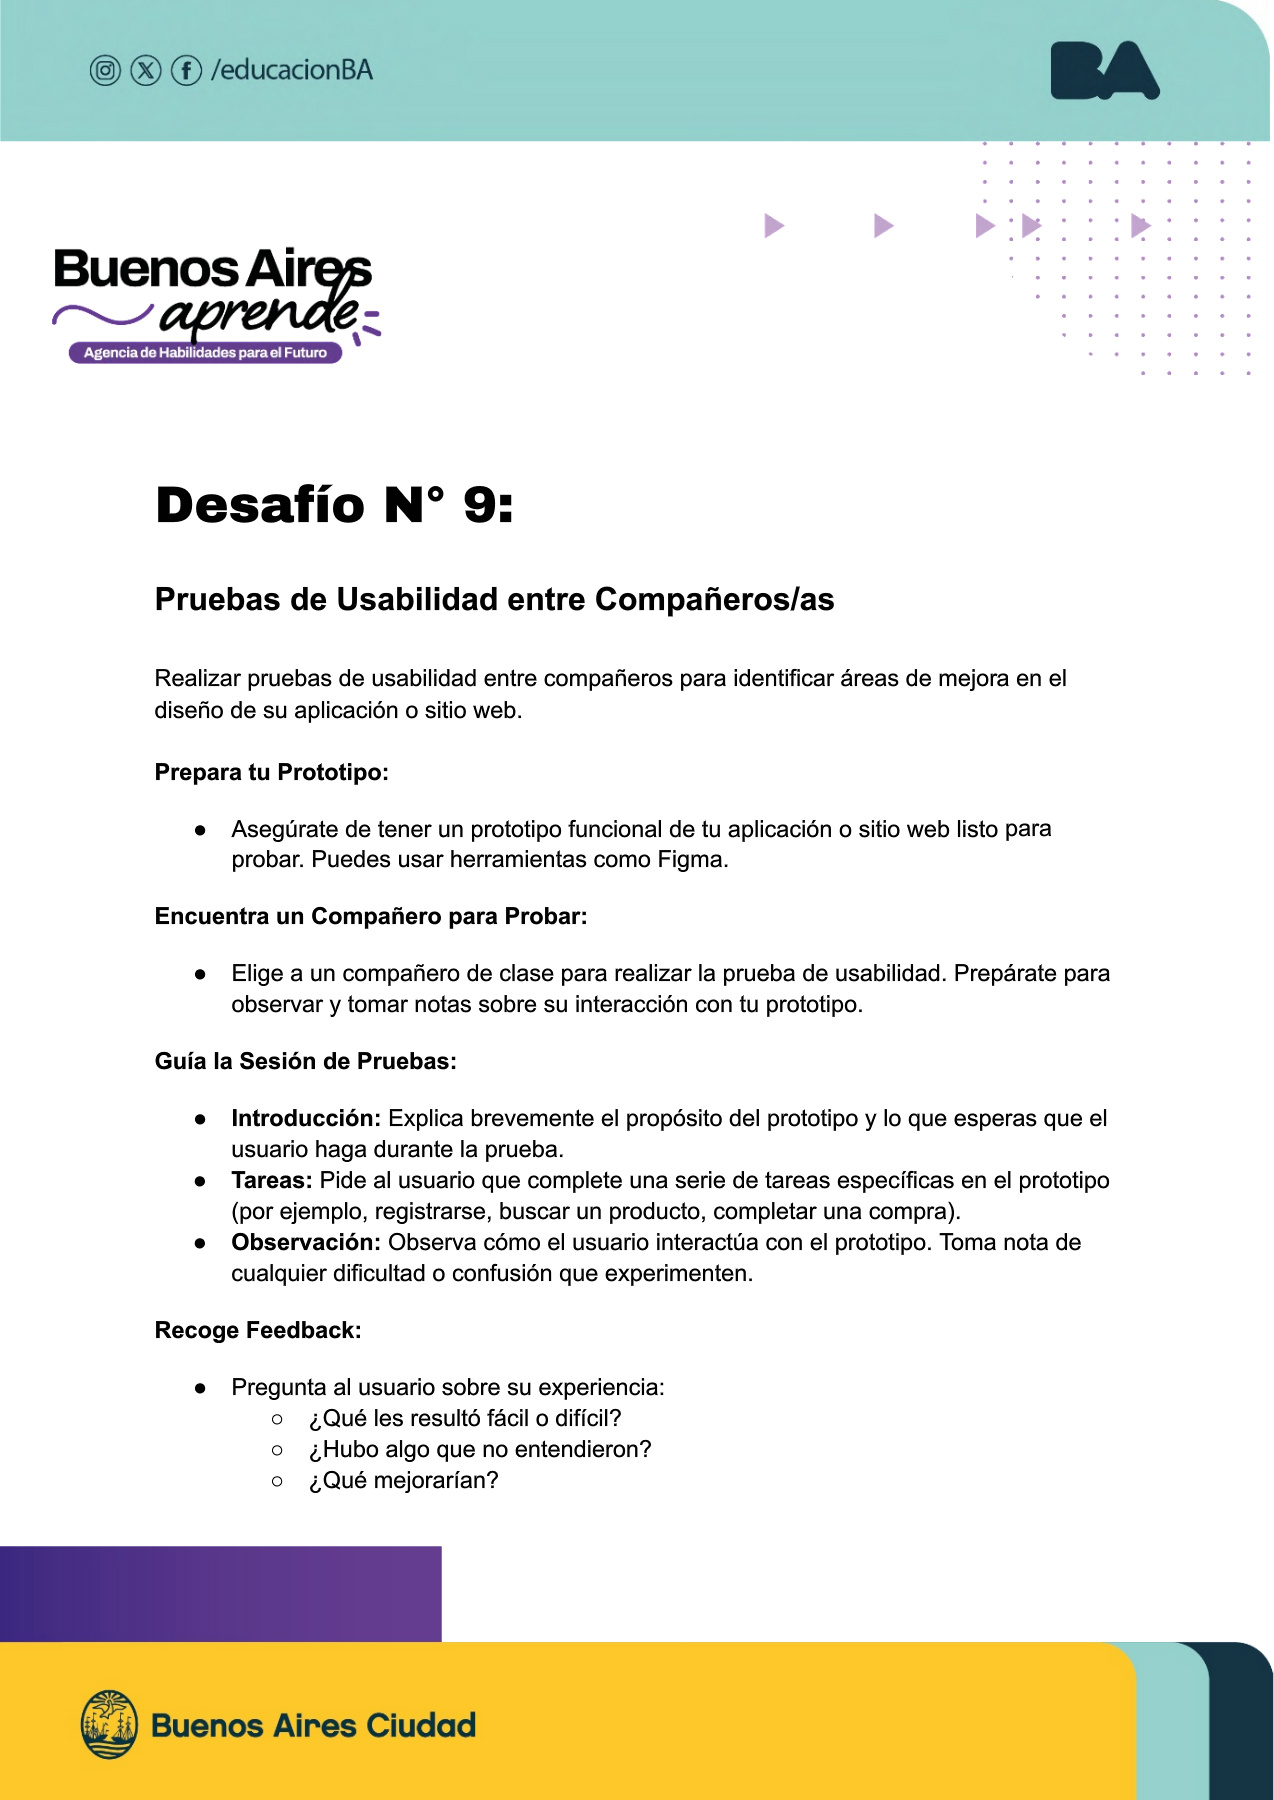 /educacionBA
BA
Buenos Aires
aprende
Agencia de Habilidades para el Futuro
Desafío N° 9:
Pruebas de Usabilidad entre Compañeros/as
Realizar pruebas de usabilidad entre compañeros para identificar áreas de mejora en el
diseño de su aplicación o sitio web.
Prepara tu Prototipo:
● Asegúrate de tener un prototipo funcional de tu aplicación o sitio web listo para
probar. Puedes usar herramientas como Figma.
Encuentra un Compañero para Probar:
● Elige a un compañero de clase para realizar la prueba de usabilidad. Prepárate para
observar y tomar notas sobre su interacción con tu prototipo.
Guía la Sesión de Pruebas:
● Introducción: Explica brevemente el propósito del prototipo y lo que esperas que el
usuario haga durante la prueba.
● Tareas: Pide al usuario que complete una serie de tareas específicas en el prototipo
(por ejemplo, registrarse, buscar un producto, completar una compra).
● Observación: Observa cómo el usuario interactúa con el prototipo. Toma nota de
cualquier dificultad o confusión que experimenten.
Recoge Feedback:
● Pregunta al usuario sobre su experiencia:
○ ¿Qué les resultó fácil o difícil?
○ ¿Hubo algo que no entendieron?
○ ¿Qué mejorarían?
Buenos Aires Ciudad